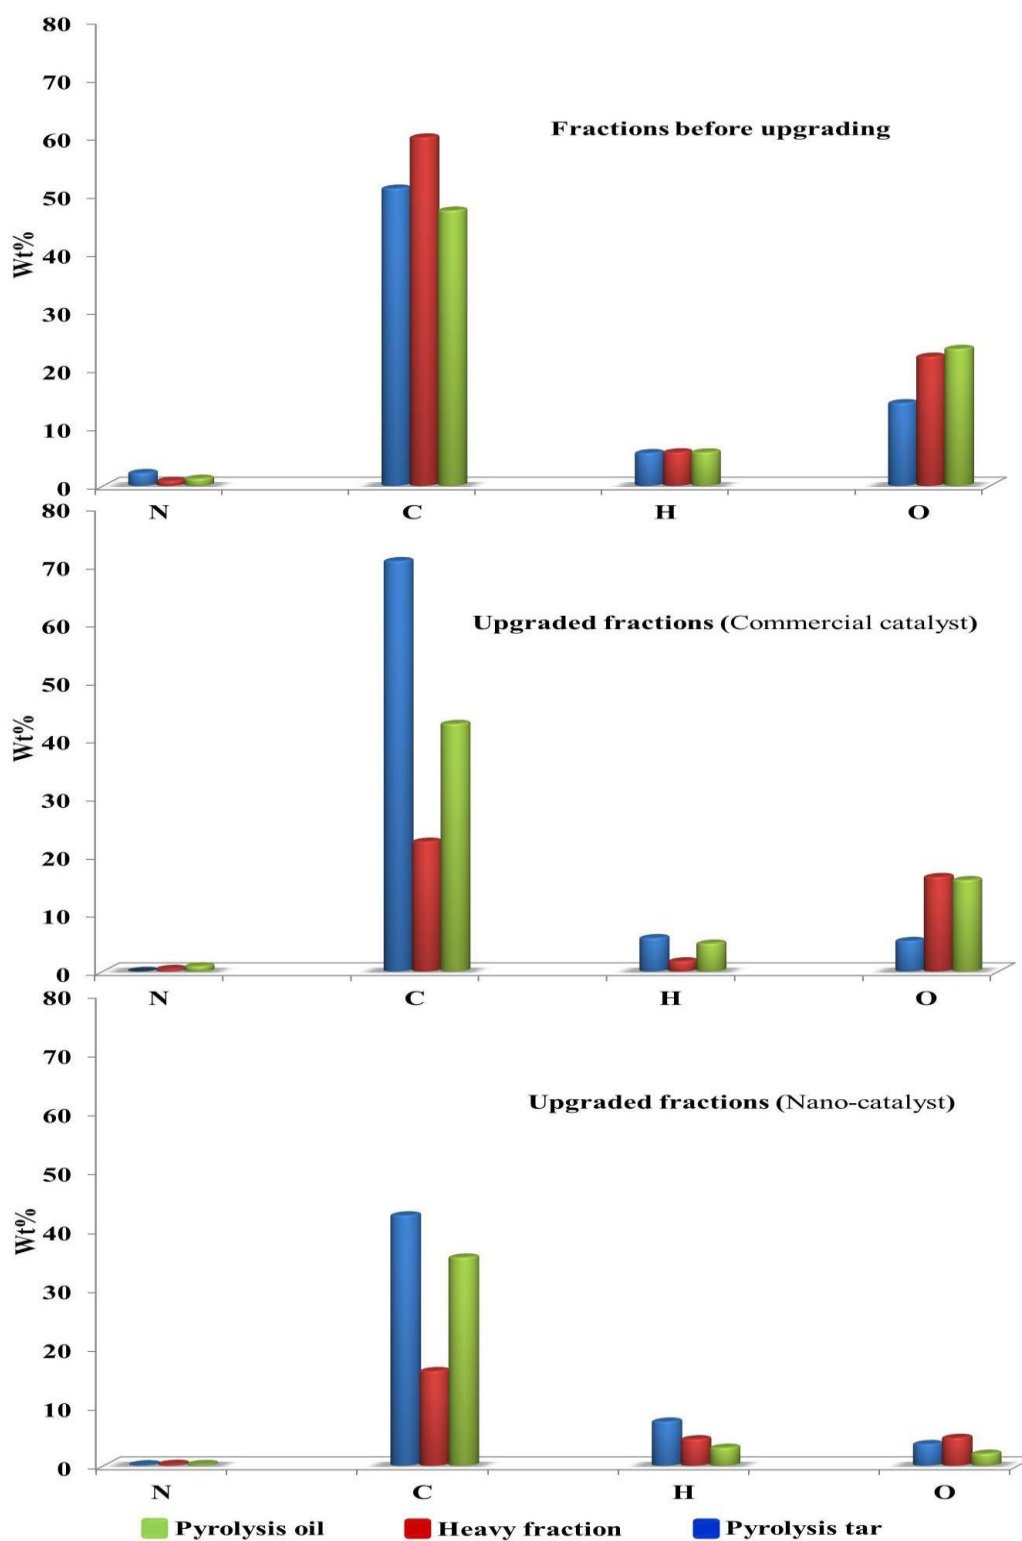 80
70
Fractions before upgrading
60
50
Wt%
40
30
20
10
0
N C H O
80
70
Upgraded fractions (Commercial catalyst)
60
50
Wt%
40
30
20
10
0
N C H O
80
70
Upgraded fractions (Nano-catalyst)
60
50
Wt%
40
30
20
10
0
N C H O
Pyrolysis oil Heavy fraction Pyrolysis tar